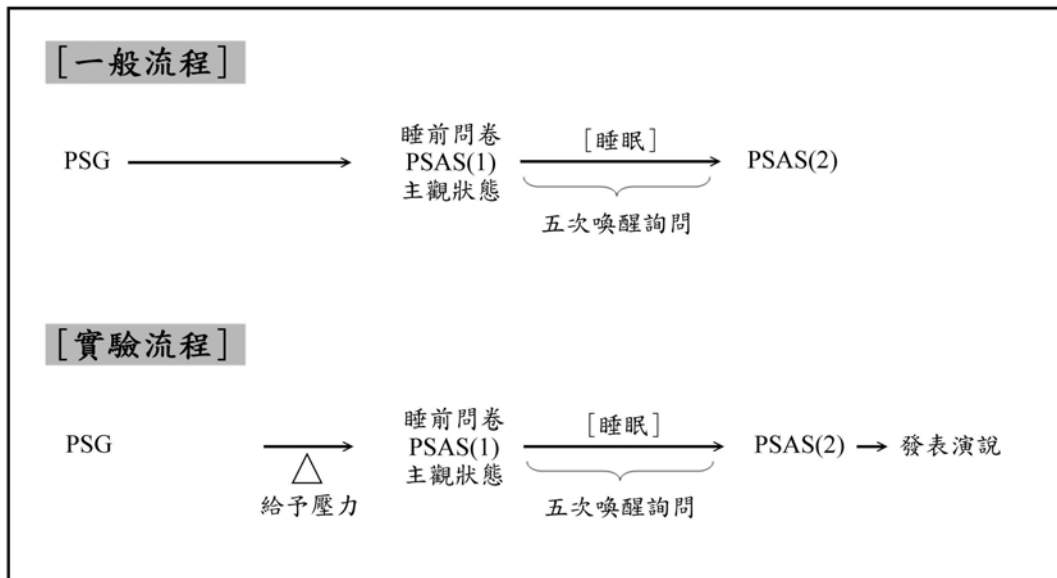 [一般流程]
PSG
睡前問卷
PSAS(1)
主觀狀態
[睡眠]
五次喚醒詢問
PSAS(2)
[實驗流程]
PSG
給予壓力
睡前問卷
PSAS(1)
主觀狀態
[睡眠]
五次喚醒詢問
PSAS(2)
發表演說